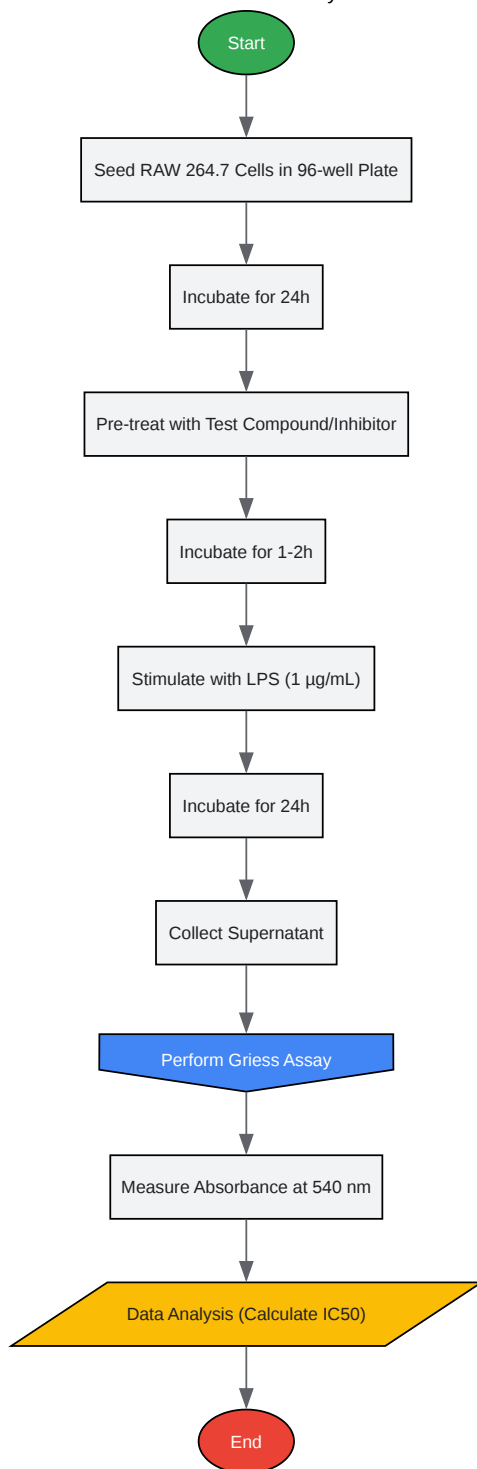 Start
Seed RAW 264.7 Cells in 96-well Plate
Incubate for 24h
Pre-treat with Test Compound/Inhibitor
Incubate for 1-2h
Stimulate with LPS (1 µg/mL)
Incubate for 24h
Collect Supernatant
Perform Griess Assay
Measure Absorbance at 540 nm
Data Analysis (Calculate IC50)
End